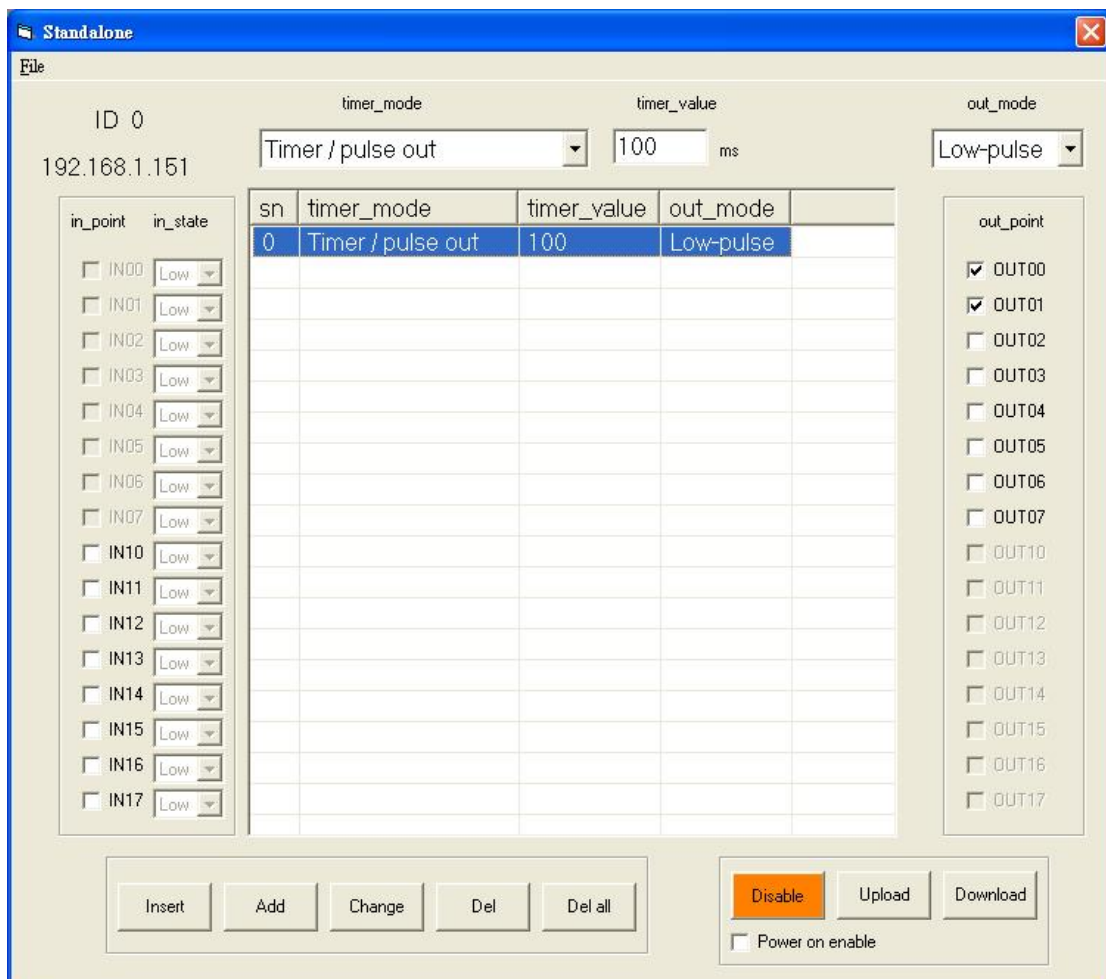 Standalone
File
ID 0
192.168.1.151
timer_mode
Timer / pulse out
timer_value
100 ms
out_mode
Low-pulse
in_point in_state
IN00 Low
IN01 Low
IN02 Low
IN03 Low
IN04 Low
IN05 Low
IN06 Low
IN07 Low
IN10 Low
IN11 Low
IN12 Low
IN13 Low
IN14 Low
IN15 Low
IN16 Low
IN17 Low
sn timer_mode timer_value out_mode
0 Timer / pulse out 100 Low-pulse
out_point
OUT00
OUT01
OUT02
OUT03
OUT04
OUT05
OUT06
OUT07
OUT10
OUT11
OUT12
OUT13
OUT14
OUT15
OUT16
OUT17
Insert Add Change Del Del all
Disable Upload Download
Power on enable